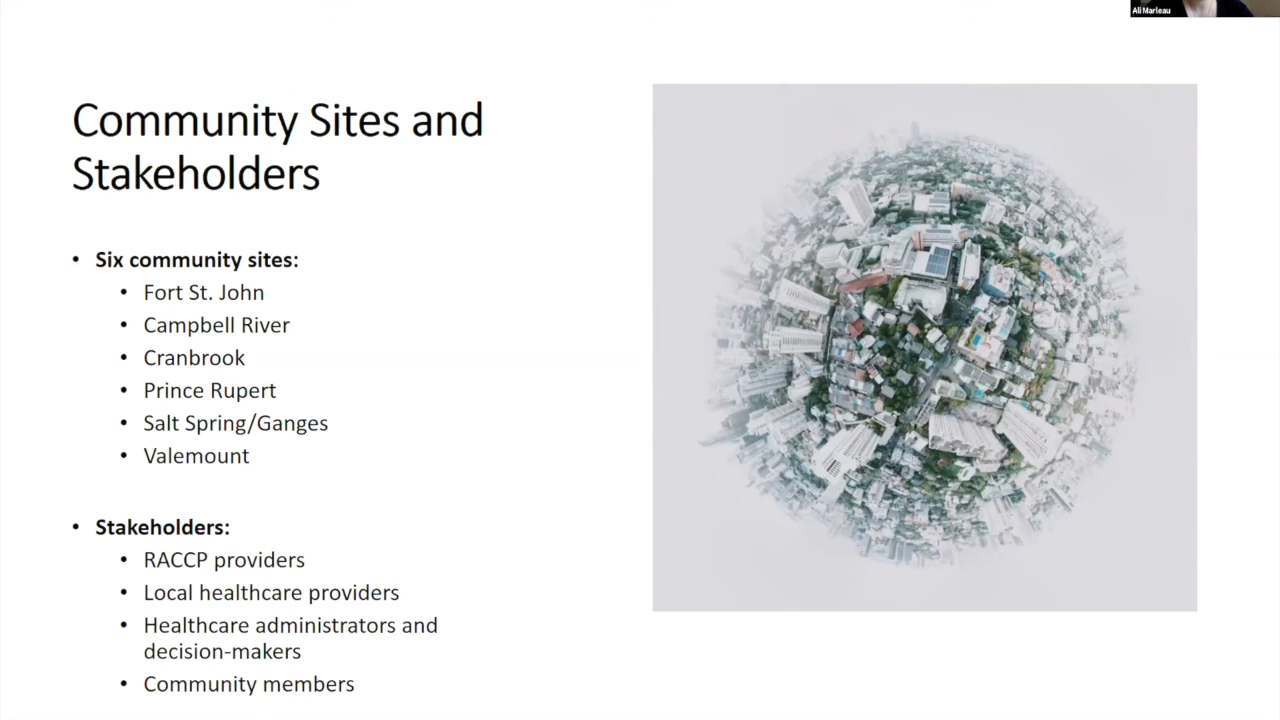 Ali Marleau
Community Sites and
Stakeholders
• Six community sites:
• Fort St. John
• Campbell River
• Cranbrook
• Prince Rupert
• Salt Spring/Ganges
• Valemount
• Stakeholders:
• RACCP providers
• Local healthcare providers
• Healthcare administrators and
decision-makers
• Community members